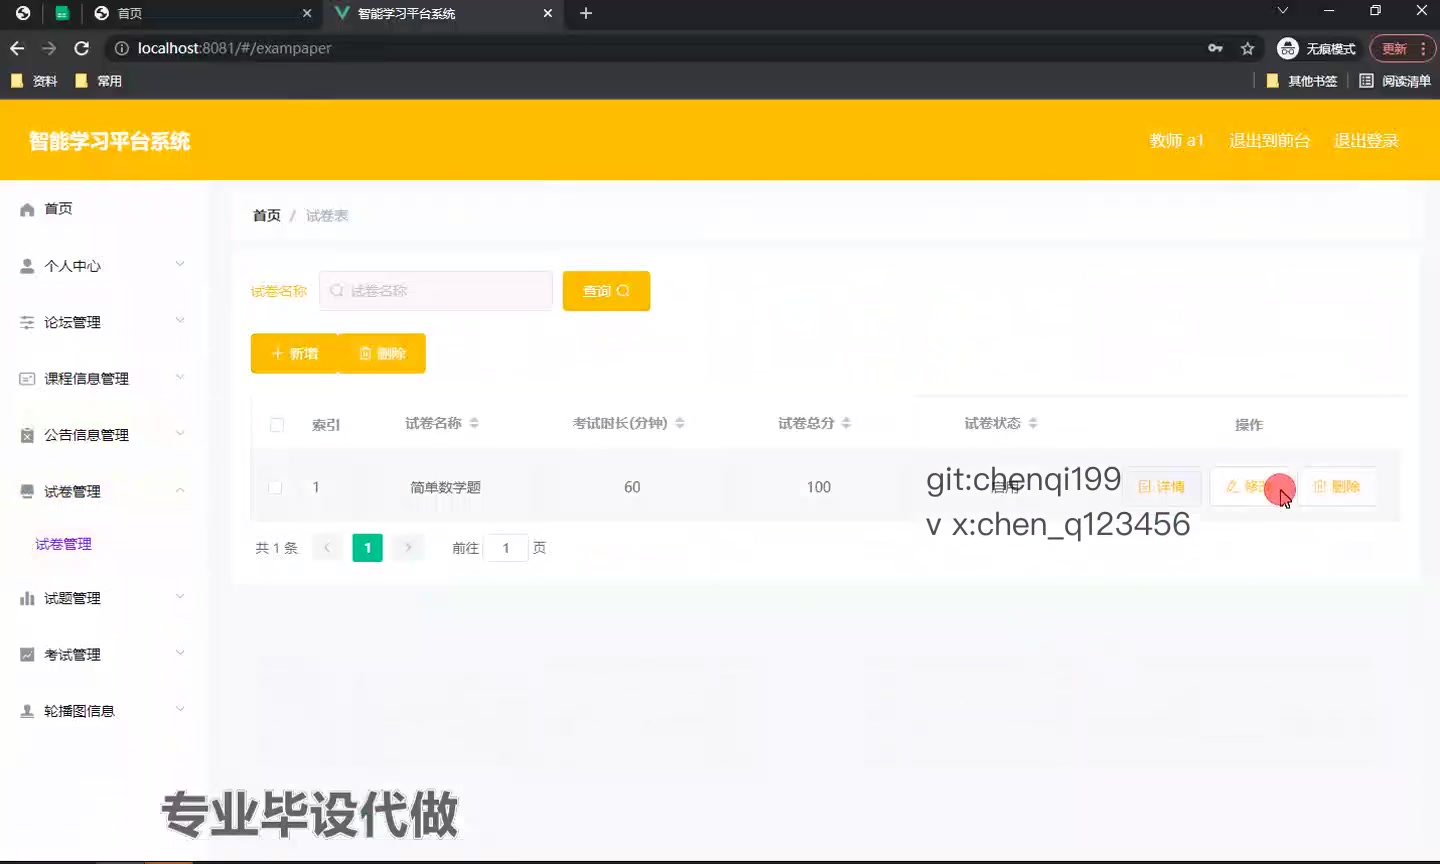 首页
智能学习平台系统
localhost:8081/#/exampaper
无痕模式
更新
资料
常用
其他书签
阅读清单
智能学习平台系统
教师 a1
退出到前台
退出登录
首页
个人中心
论坛管理
课程信息管理
公告信息管理
试卷管理
试卷管理
试题管理
考试管理
轮播图信息
首页 / 试卷表
试卷名称
试卷名称
查询
新增
删除
索引 试卷名称 考试时长(分钟) 试卷总分 试卷状态 操作
1 简单数学题 60 100 启用 详情 修改 删除
git:chenqi199
v x:chen_q123456
共 1 条
1
前往 1 页
专业毕设代做